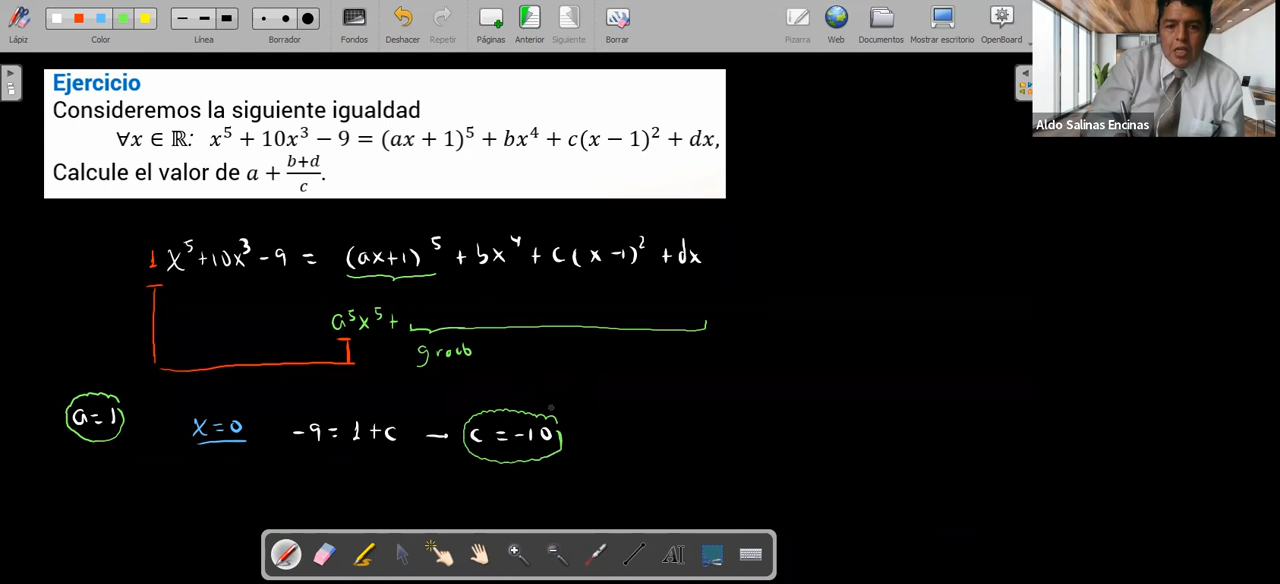 Lápiz Color Línea Borrador Fondos Deshacer Repetir Páginas Anterior Siguiente Borrar Pizarra Web Documentos Mostrar escritorio OpenBoard
Aldo Salinas Encinas
Ejercicio
Consideremos la siguiente igualdad
∀x ∈ ℝ: x⁵ + 10x³ − 9 = (ax + 1)⁵ + bx⁴ + c(x − 1)² + dx,
Calcule el valor de a + (b+d)/c.
1 x⁵+10x³-9 = (ax+1)⁵ + bx⁴ + c(x-1)² + dx
a⁵x⁵ +
a=1 x=0 -9 = 1+c → c = -10
AI